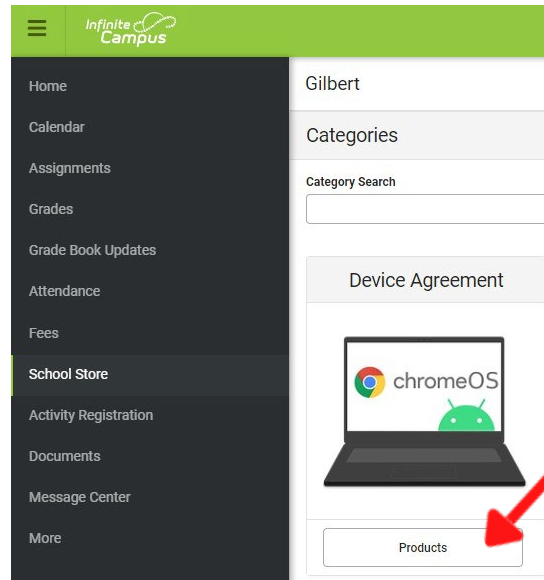 Infinite
Campus
Home
Calendar
Assignments
Grades
Grade Book Updates
Attendance
Fees
School Store
Activity Registration
Documents
Message Center
More
Gilbert
Categories
Category Search
Device Agreement
chromeOS
Products